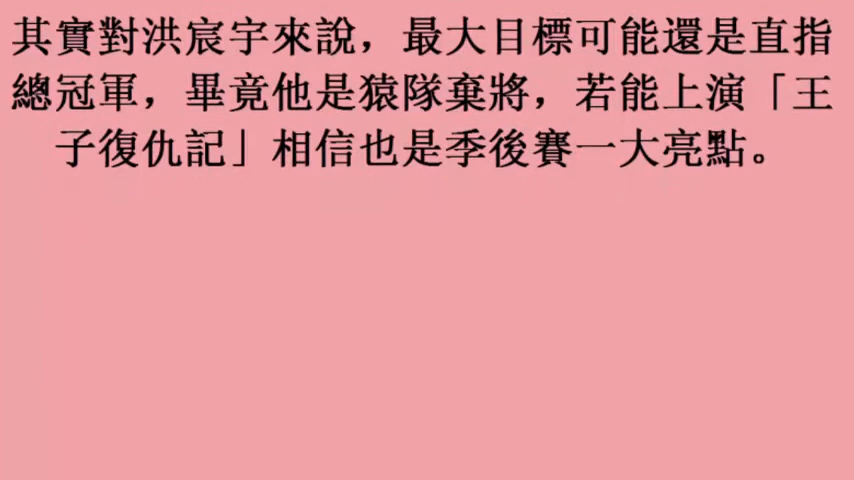 其實對洪宸宇來說，最大目標可能還是直指
總冠軍，畢竟他是猿隊棄將，若能上演「王
子復仇記」相信也是季後賽一大亮點。